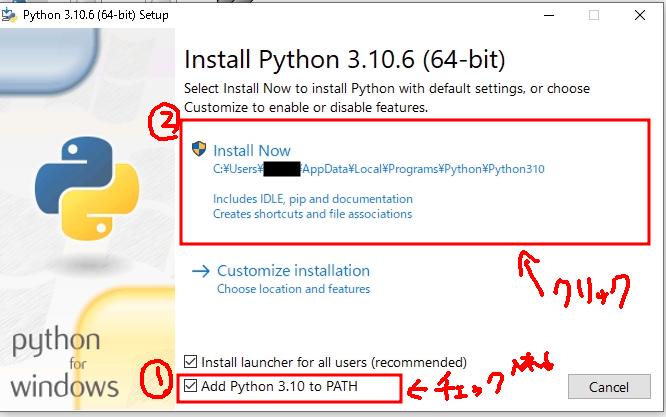 Python 3.10.6 (64-bit) Setup
Install Python 3.10.6 (64-bit)
Select Install Now to install Python with default settings, or choose
Customize to enable or disable features.
②
Install Now
C:¥Users¥ ¥AppData¥Local¥Programs¥Python¥Python310
Includes IDLE, pip and documentation
Creates shortcuts and file associations
クリック
Customize installation
Choose location and features
python
for
windows
Install launcher for all users (recommended)
①
Add Python 3.10 to PATH
チェック入れる
Cancel